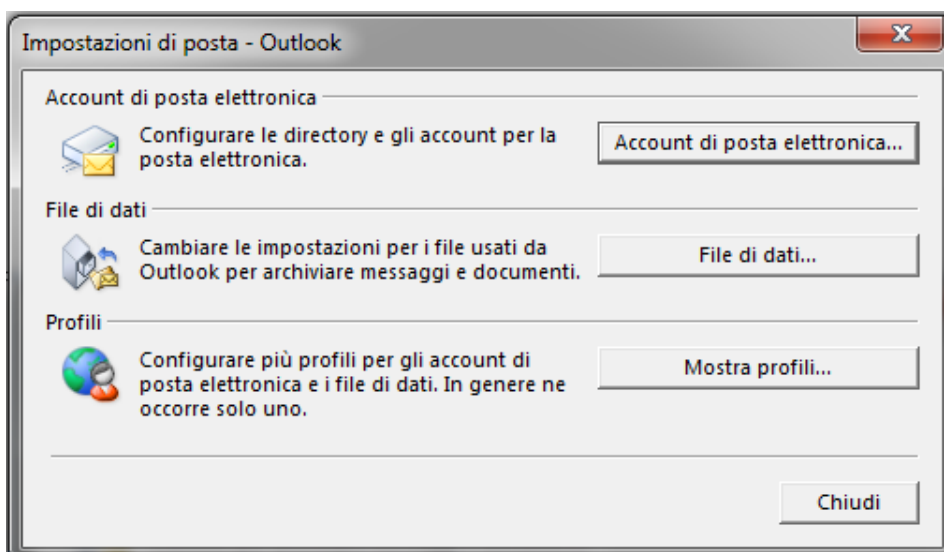 Impostazioni di posta - Outlook
Account di posta elettronica
Configurare le directory e gli account per la
posta elettronica.
Account di posta elettronica...
File di dati
Cambiare le impostazioni per i file usati da
Outlook per archiviare messaggi e documenti.
File di dati...
Profili
Configurare più profili per gli account di
posta elettronica e i file di dati. In genere ne
occorre solo uno.
Mostra profili...
Chiudi